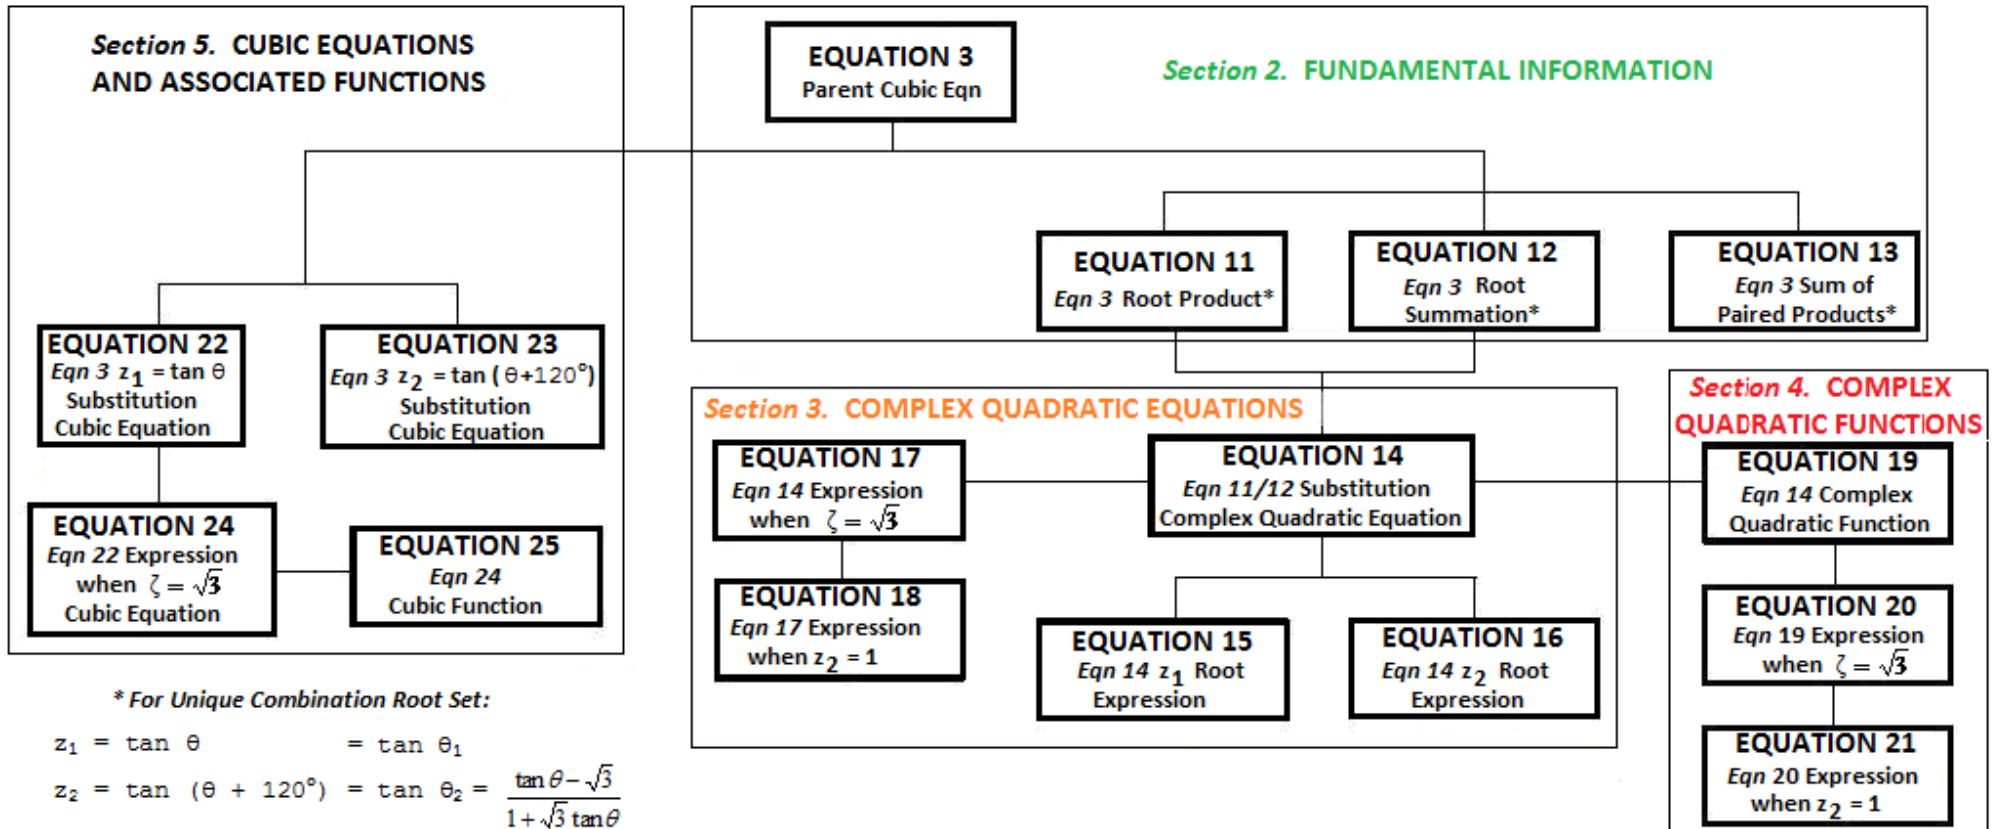 Section 5. CUBIC EQUATIONS
AND ASSOCIATED FUNCTIONS
EQUATION 3
Parent Cubic Eqn
Section 2. FUNDAMENTAL INFORMATION
EQUATION 11
Eqn 3 Root Product*
EQUATION 12
Eqn 3 Root
Summation*
EQUATION 13
Eqn 3 Sum of
Paired Products*
EQUATION 22
Eqn 3 z₁ = tan θ
Substitution
Cubic Equation
EQUATION 23
Eqn 3 z₂ = tan ( θ+120°)
Substitution
Cubic Equation
EQUATION 24
Eqn 22 Expression
when ζ = √3
Cubic Equation
EQUATION 25
Eqn 24
Cubic Function
Section 3. COMPLEX QUADRATIC EQUATIONS
EQUATION 17
Eqn 14 Expression
when ζ = √3
EQUATION 14
Eqn 11/12 Substitution
Complex Quadratic Equation
EQUATION 18
Eqn 17 Expression
when z₂ = 1
EQUATION 15
Eqn 14 z₁ Root
Expression
EQUATION 16
Eqn 14 z₂ Root
Expression
Section 4. COMPLEX
QUADRATIC FUNCTIONS
EQUATION 19
Eqn 14 Complex
Quadratic Function
EQUATION 20
Eqn 19 Expression
when ζ = √3
EQUATION 21
Eqn 20 Expression
when z₂ = 1
* For Unique Combination Root Set:
z₁ = tan θ = tan θ₁
z₂ = tan (θ + 120°) = tan θ₂ = (tan θ − √3) / (1 + √3 tan θ)